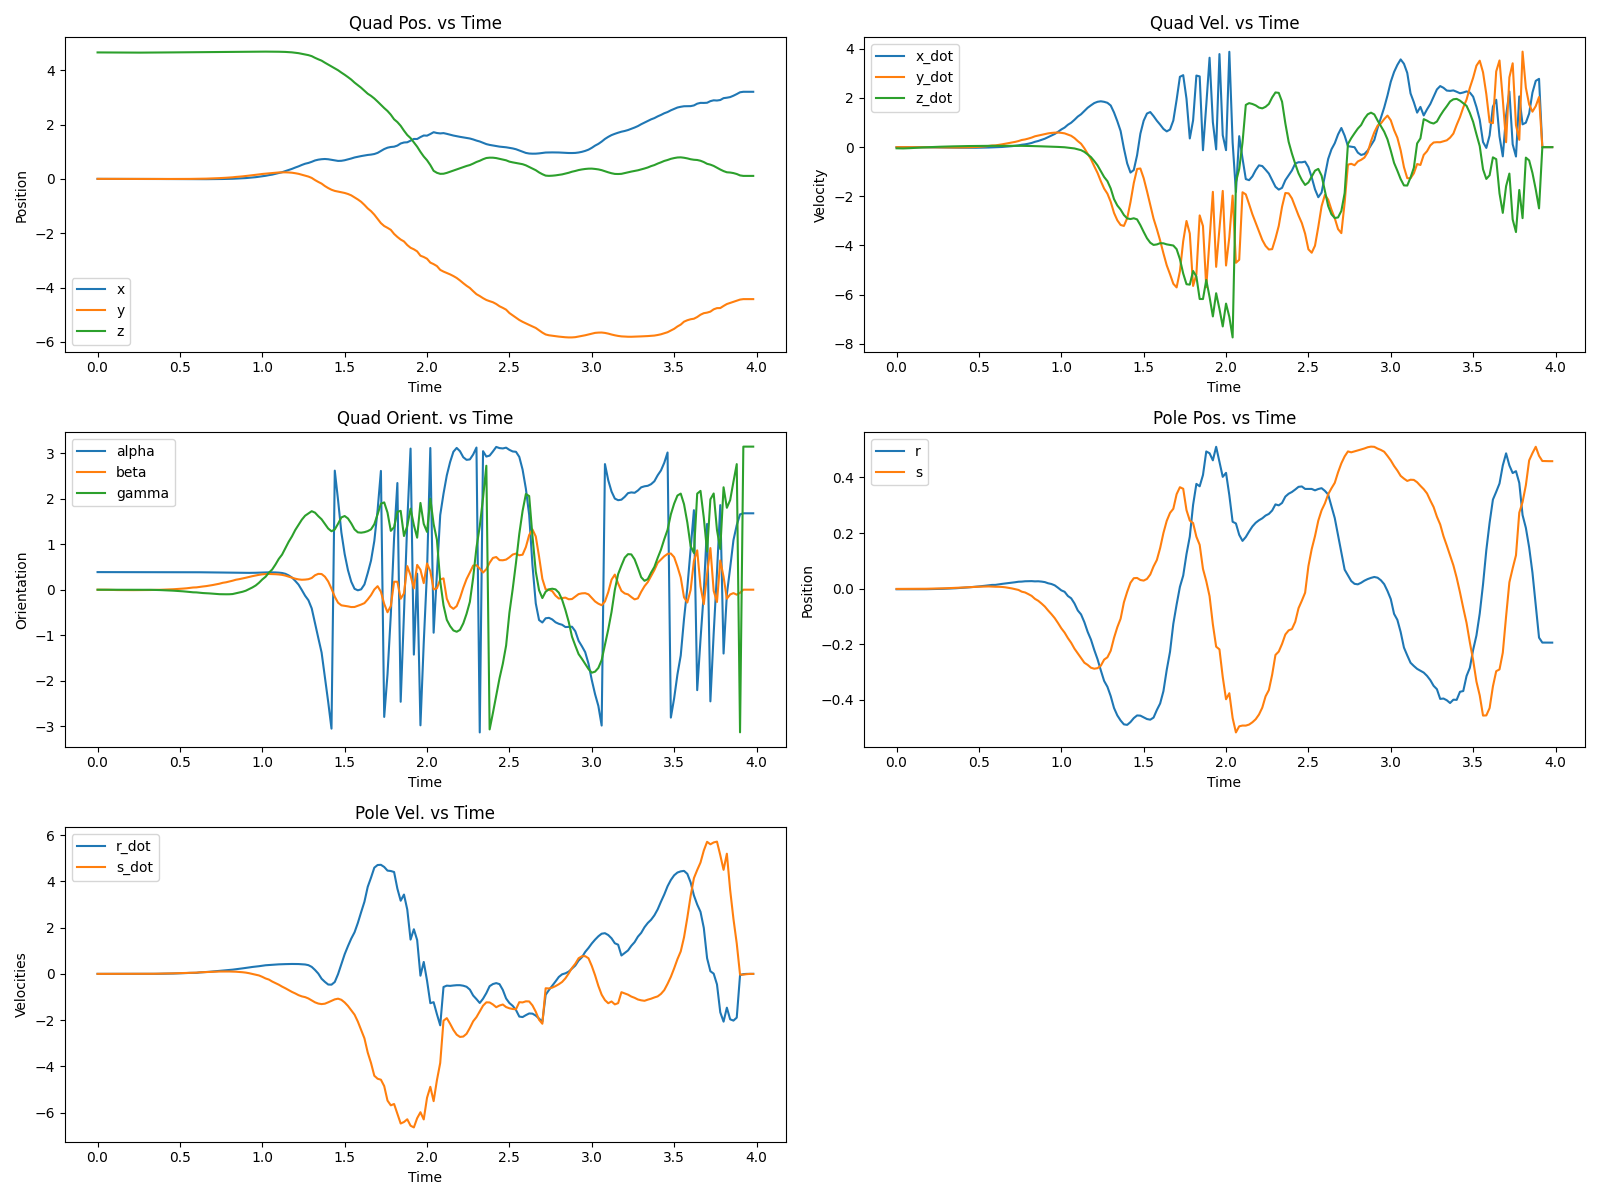 Quad Pos. vs Time
Position
4
2
0
−2
−4
−6
x
y
z
0.0 0.5 1.0 1.5 2.0 2.5 3.0 3.5 4.0
Time
Quad Vel. vs Time
Velocity
4
2
0
−2
−4
−6
−8
x_dot
y_dot
z_dot
0.0 0.5 1.0 1.5 2.0 2.5 3.0 3.5 4.0
Time
Quad Orient. vs Time
Orientation
3
2
1
0
−1
−2
−3
alpha
beta
gamma
0.0 0.5 1.0 1.5 2.0 2.5 3.0 3.5 4.0
Time
Pole Pos. vs Time
Position
0.4
0.2
0.0
−0.2
−0.4
r
s
0.0 0.5 1.0 1.5 2.0 2.5 3.0 3.5 4.0
Time
Pole Vel. vs Time
Velocities
6
4
2
0
−2
−4
−6
r_dot
s_dot
0.0 0.5 1.0 1.5 2.0 2.5 3.0 3.5 4.0
Time